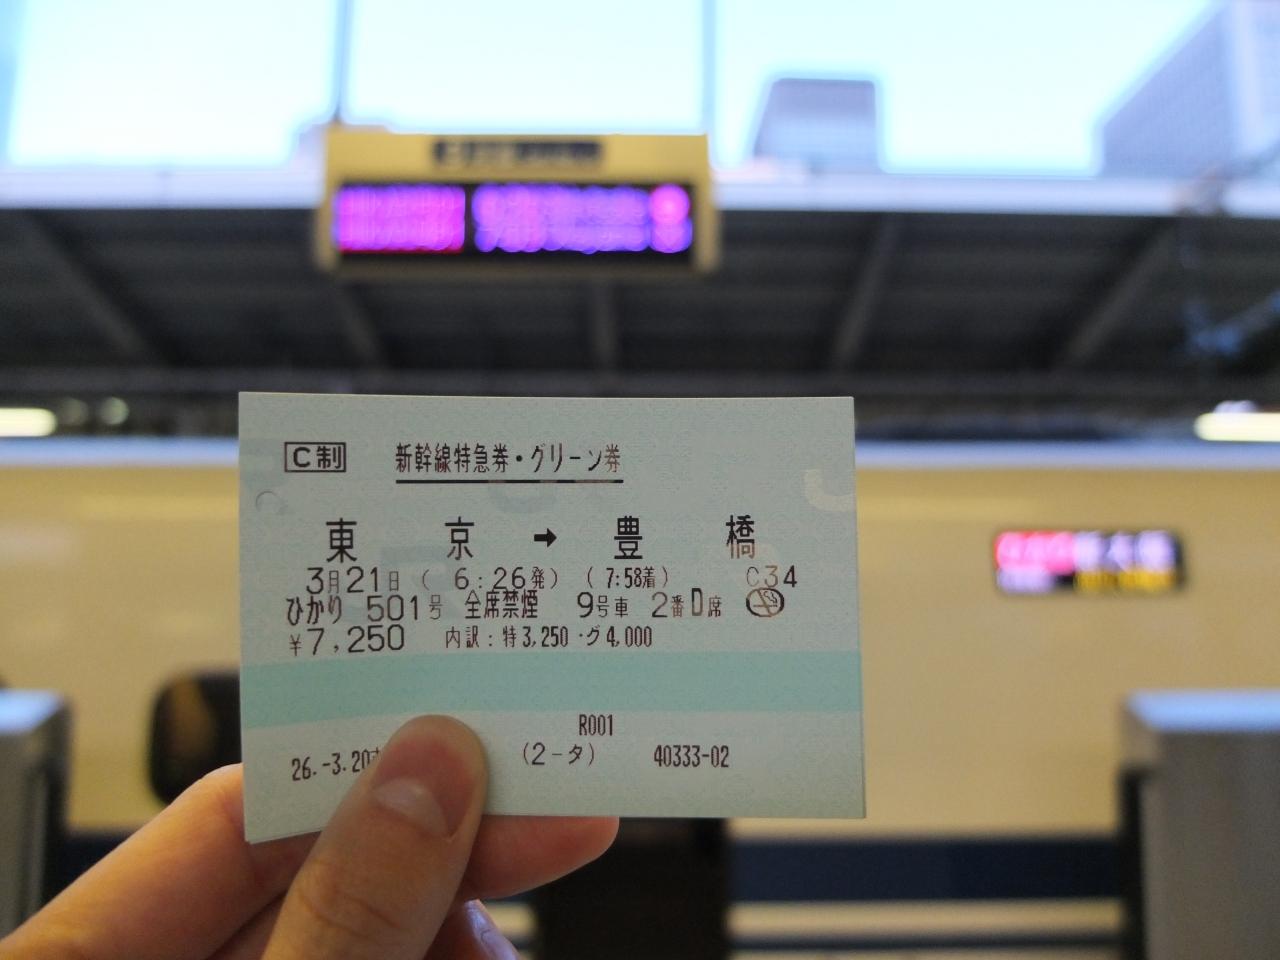 C制 新幹線特急券・グリーン券
東京 → 豊橋
3月21日 ( 6:26発) ( 7:58着) C34
ひかり 501号 全席禁煙 9号車 2番D席
¥7,250 内訳:特3,250・グ4,000
R001
26.-3.20 (2-タ) 40333-02